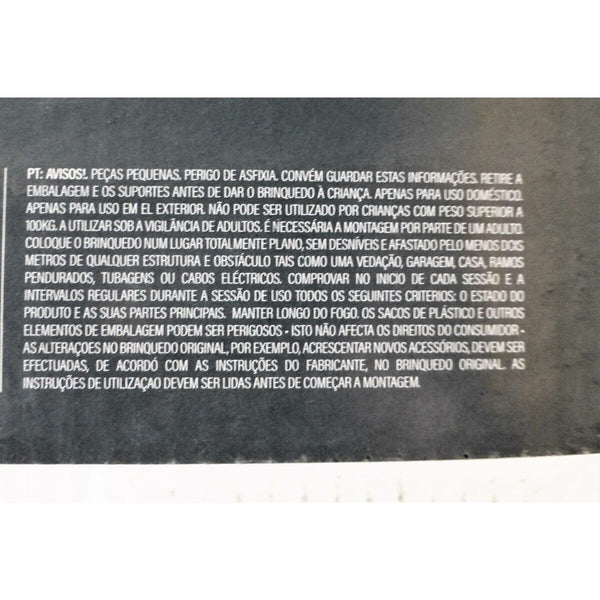 PT: AVISOS!. PEÇAS PEQUENAS. PERIGO DE ASFIXIA. CONVÉM GUARDAR ESTAS INFORMAÇÕES. RETIRE A
EMBALAGEM E OS SUPORTES ANTES DE DAR O BRINQUEDO À CRIANÇA. APENAS PARA USO DOMÉSTICO.
APENAS PARA USO EM EL EXTERIOR. NÃO PODE SER UTILIZADO POR CRIANÇAS COM PESO SUPERIOR A
100KG. A UTILIZAR SOB A VIGILÂNCIA DE ADULTOS. É NECESSÁRIA A MONTAGEM POR PARTE DE UM ADULTO.
COLOQUE O BRINQUEDO NUM LUGAR TOTALMENTE PLANO, SEM DESNÍVEIS E AFASTADO PELO MENOS DOIS
METROS DE QUALQUER ESTRUTURA E OBSTÁCULO TAIS COMO UMA VEDAÇÃO, GARAGEM, CASA, RAMOS
PENDURADOS, TUBAGENS OU CABOS ELÉCTRICOS. COMPROVAR NO INICIO DE CADA SESSÃO E A
INTERVALOS REGULARES DURANTE A SESSÃO DE USO TODOS OS SEGUINTES CRITERIOS: O ESTADO DO
PRODUTO E AS SUAS PARTES PRINCIPAIS. MANTER LONGO DO FOGO. OS SACOS DE PLÁSTICO E OUTROS
ELEMENTOS DE EMBALAGEM PODEM SER PERIGOSOS - ISTO NÃO AFECTA OS DIREITOS DO CONSUMIDOR -
AS ALTERAÇOES NO BRINQUEDO ORIGINAL, POR EXEMPLO, ACRESCENTAR NOVOS ACESSÓRIOS, DEVEM SER
EFECTUADAS, DE ACORDÓ COM AS INSTRUÇÕES DO FABRICANTE, NO BRINQUEDO ORIGINAL. AS
INSTRUÇÕES DE UTILIZAÇAO DEVEM SER LIDAS ANTES DE COMEÇAR A MONTAGEM.